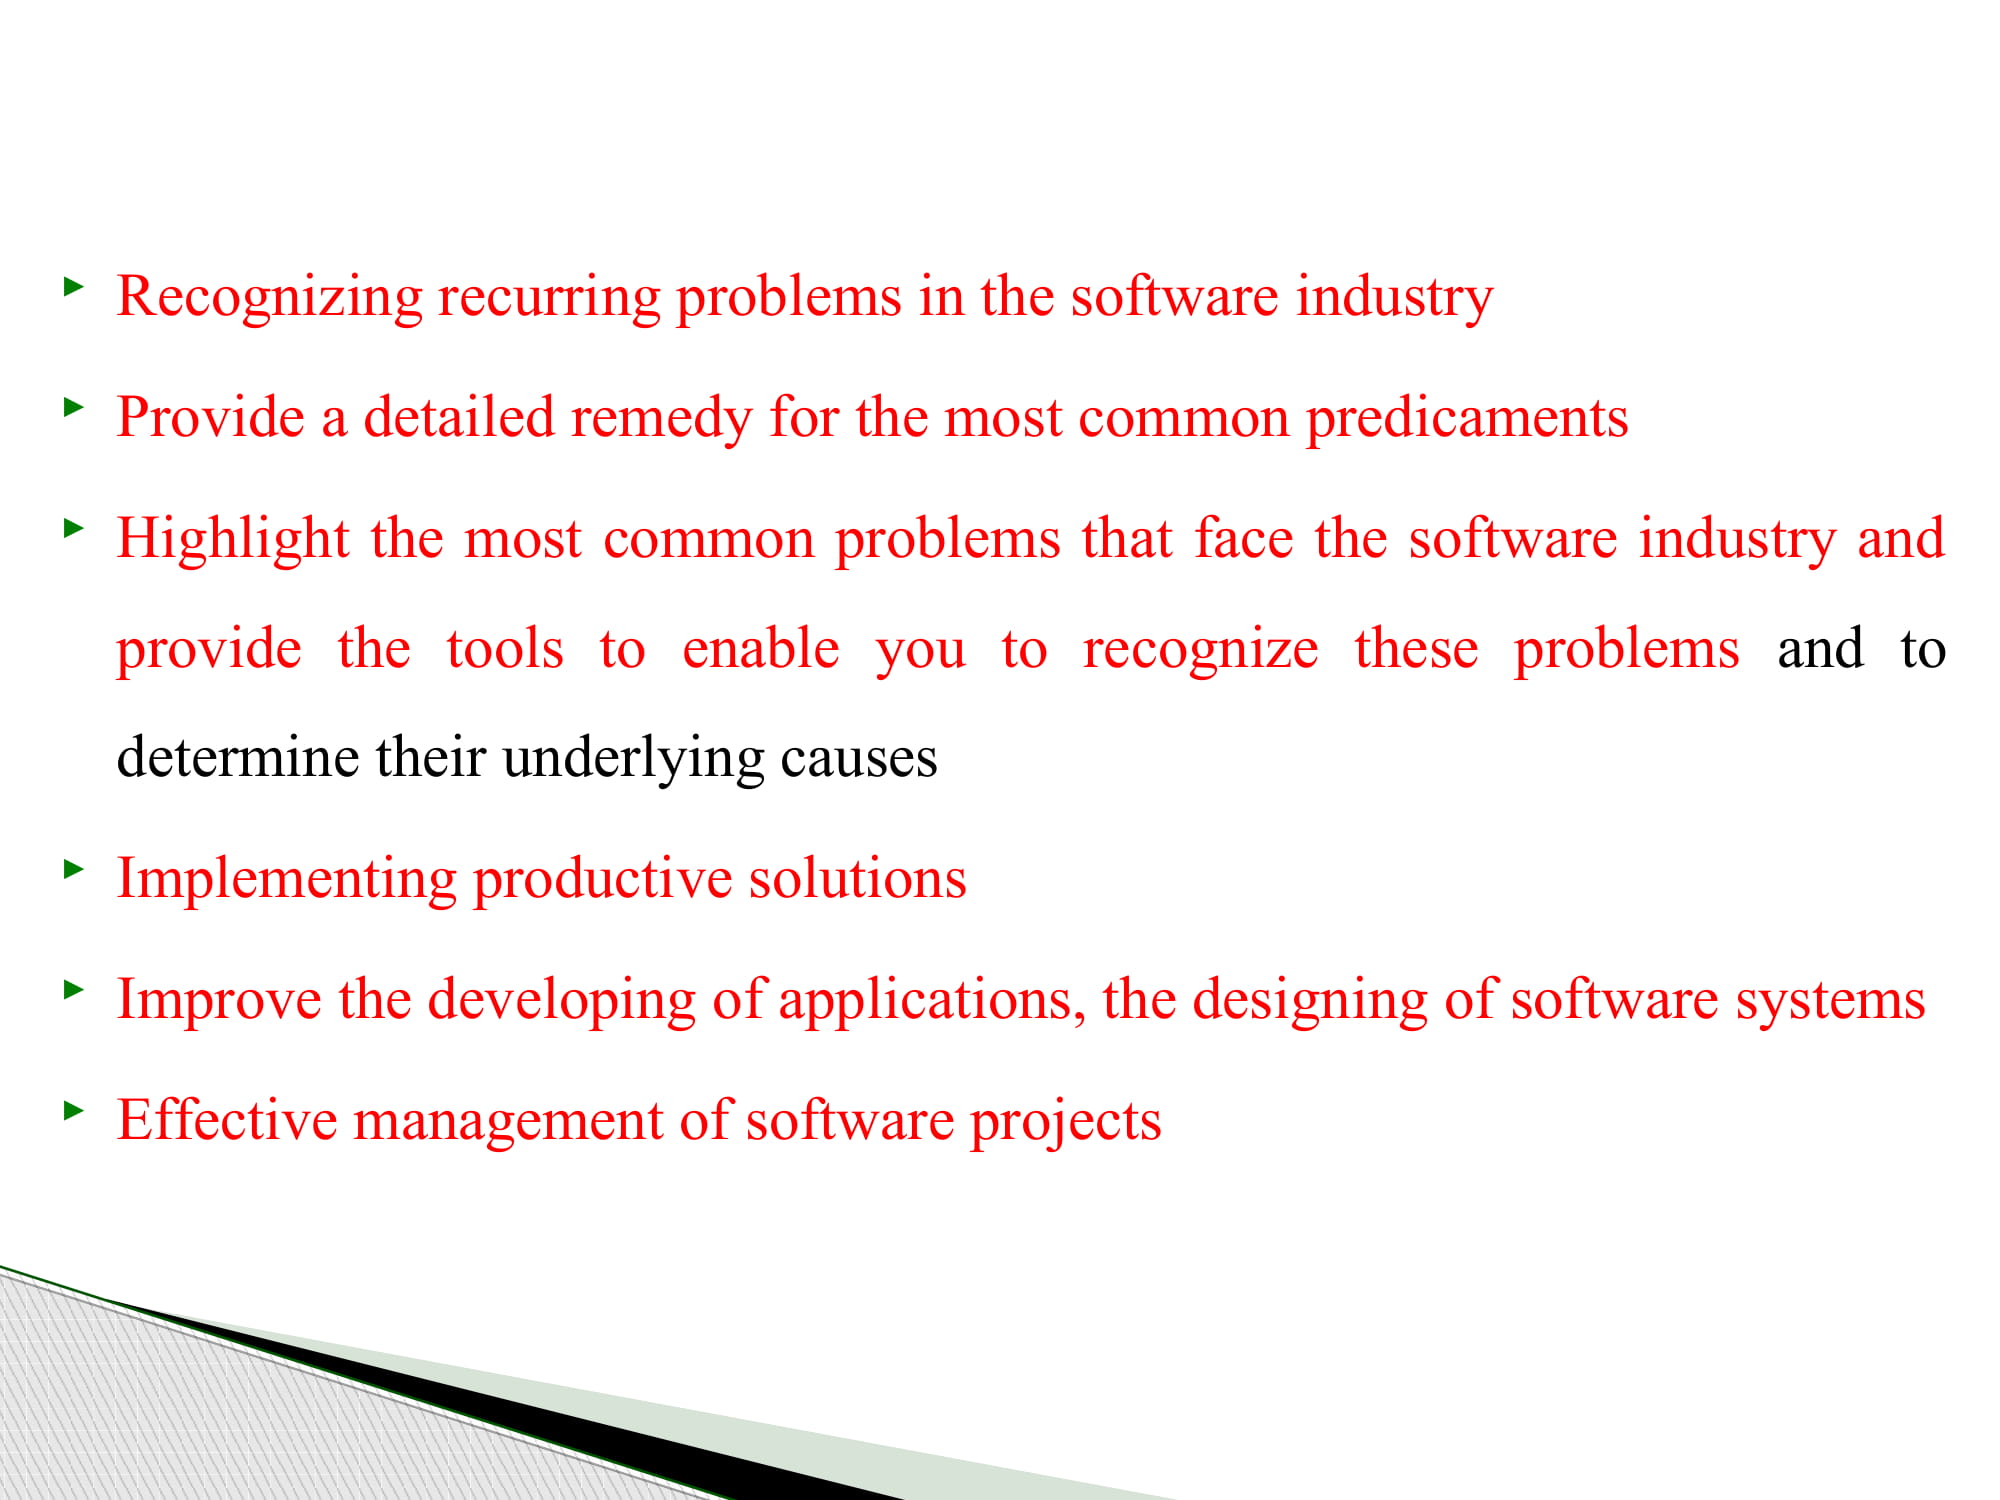 Recognizing recurring problems in the software industry
Provide a detailed remedy for the most common predicaments
Highlight the most common problems that face the software industry and
provide the tools to enable you to recognize these problems and to
determine their underlying causes
Implementing productive solutions
Improve the developing of applications, the designing of software systems
Effective management of software projects